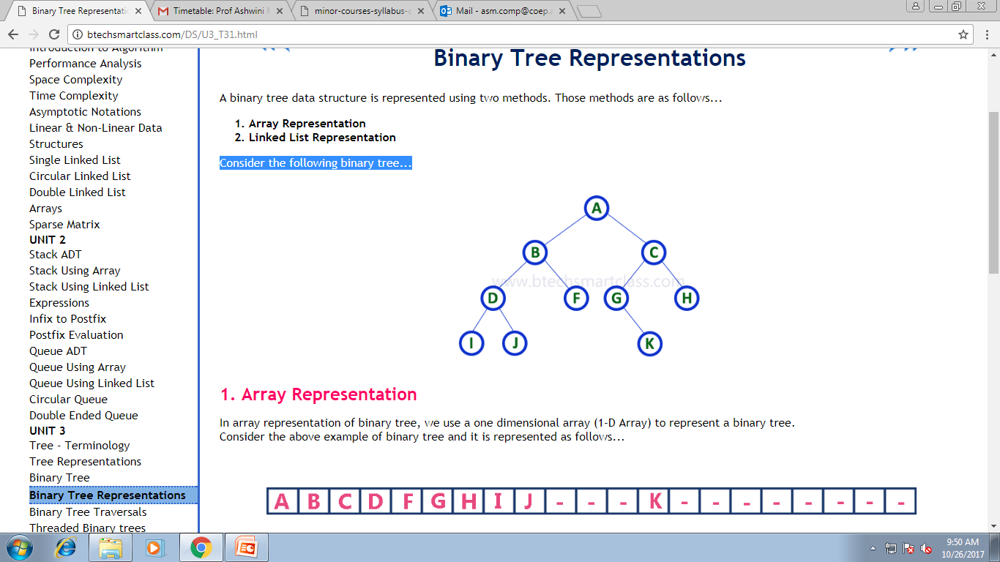 Binary Tree Representatio
Timetable: Prof Ashwini
minor-courses-syllabus-
Mail - asm.comp@coep.
btechsmartclass.com/DS/U3_T31.html
Introduction to Algorithm
Performance Analysis
Space Complexity
Time Complexity
Asymptotic Notations
Linear & Non-Linear Data
Structures
Single Linked List
Circular Linked List
Double Linked List
Arrays
Sparse Matrix
UNIT 2
Stack ADT
Stack Using Array
Stack Using Linked List
Expressions
Infix to Postfix
Postfix Evaluation
Queue ADT
Queue Using Array
Queue Using Linked List
Circular Queue
Double Ended Queue
UNIT 3
Tree - Terminology
Tree Representations
Binary Tree
Binary Tree Representations
Binary Tree Traversals
Threaded Binary trees
Binary Tree Representations
A binary tree data structure is represented using two methods. Those methods are as follows...
1. Array Representation
2. Linked List Representation
Consider the following binary tree...
A
B C
www.btechsmartclass.com
D F G H
I J K
1. Array Representation
In array representation of binary tree, we use a one dimensional array (1-D Array) to represent a binary tree.
Consider the above example of binary tree and it is represented as follows...
A B C D F G H I J - - - K - - - - - - - -
9:50 AM
10/26/2017